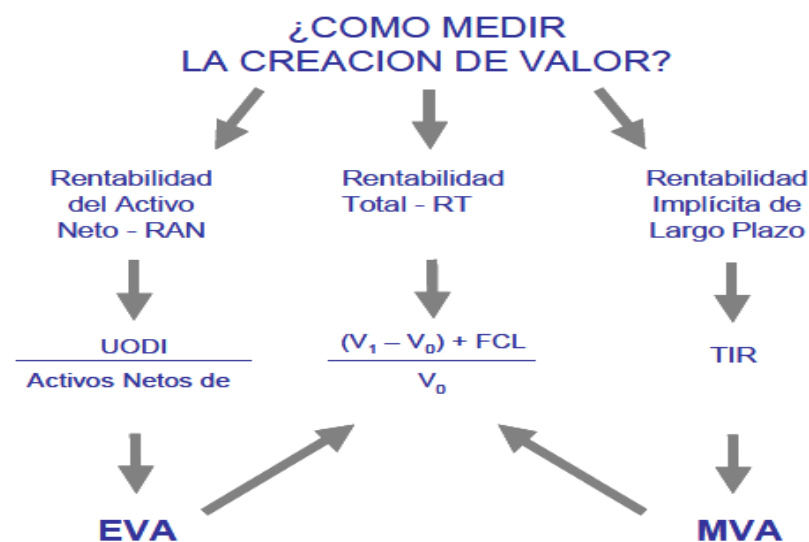 ¿COMO MEDIR
LA CREACION DE VALOR?
Rentabilidad
del Activo
Neto - RAN
Rentabilidad
Total - RT
Rentabilidad
Implícita de
Largo Plazo
UODI
Activos Netos de
(V₁ – V₀) + FCL
V₀
TIR
EVA
MVA